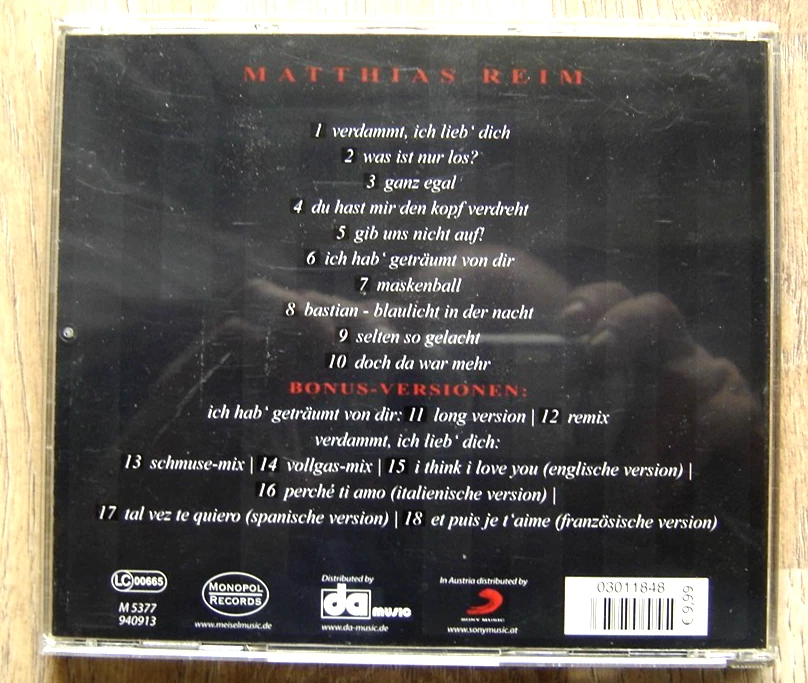 MATTHIAS REIM
1 verdammt, ich lieb' dich
2 was ist nur los?
3 ganz egal
4 du hast mir den kopf verdreht
5 gib uns nicht auf!
6 ich hab' geträumt von dir
7 maskenball
8 bastian - blaulicht in der nacht
9 selten so gelacht
10 doch da war mehr
BONUS-VERSIONEN:
ich hab' geträumt von dir: 11 long version | 12 remix
verdammt, ich lieb' dich:
13 schmuse-mix | 14 vollgas-mix | 15 i think i love you (englische version) |
16 perché ti amo (italienische version) |
17 tal vez te quiero (spanische version) | 18 et puis je t'aime (französische version)
LC 00665
M 5377
940913
MONOPOL
RECORDS
www.meiselmusic.de
Distributed by
da music
www.da-music.de
In Austria distributed by
SONY MUSIC
www.sonymusic.at
03011848
€ 9,99